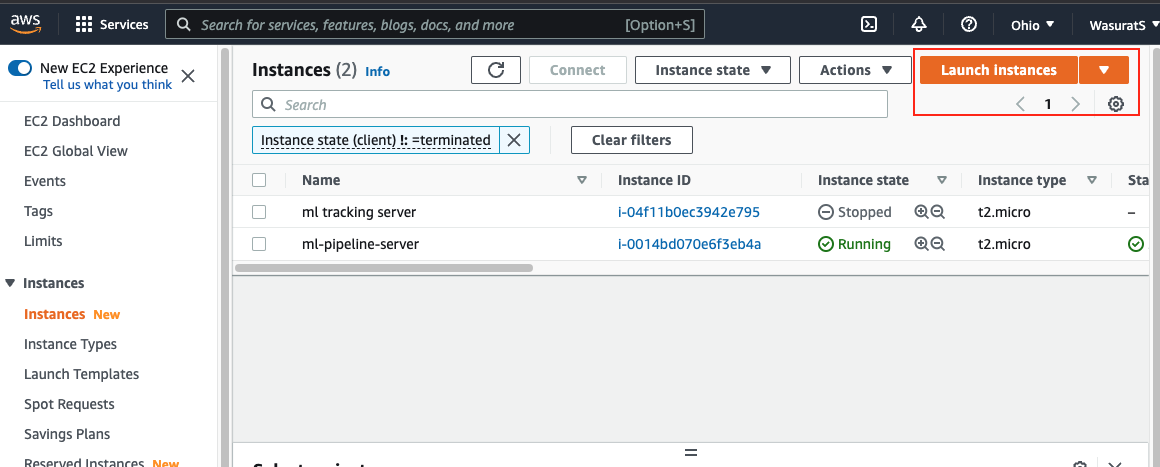 aws Services Search for services, features, blogs, docs, and more [Option+S] Ohio WasuratS
New EC2 Experience
Tell us what you think
EC2 Dashboard
EC2 Global View
Events
Tags
Limits
Instances
Instances New
Instance Types
Launch Templates
Spot Requests
Savings Plans
Reserved Instances New
Instances (2) Info Connect Instance state Actions Launch instances
Search 1
Instance state (client) !: =terminated Clear filters
Name Instance ID Instance state Instance type Sta
ml tracking server i-04f11b0ec3942e795 Stopped t2.micro –
ml-pipeline-server i-0014bd070e6f3eb4a Running t2.micro